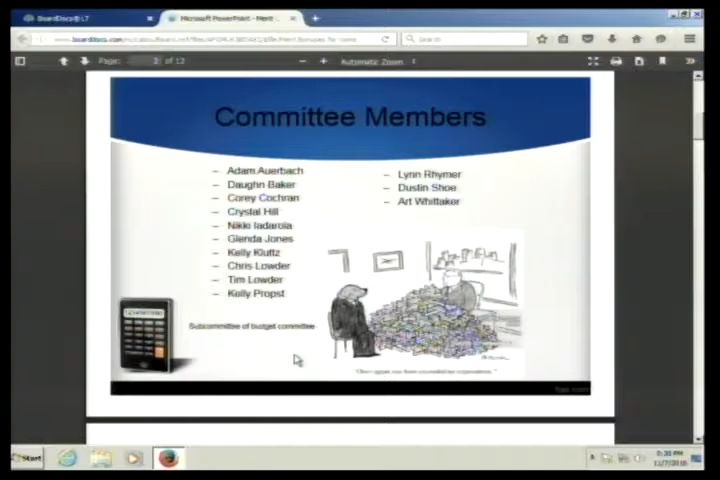 BoardDocs® LT
Microsoft PowerPoint - Merit ...
Search
Page:
of 12
Automatic Zoom
Committee Members
– Adam Auerbach
– Daughn Baker
– Corey Cochran
– Crystal Hill
– Nikki Iadarola
– Glenda Jones
– Kelly Kluttz
– Chris Lowder
– Tim Lowder
– Kelly Propst
– Lynn Rhymer
– Dustin Shoe
– Art Whittaker
Subcommittee of budget committee
Start